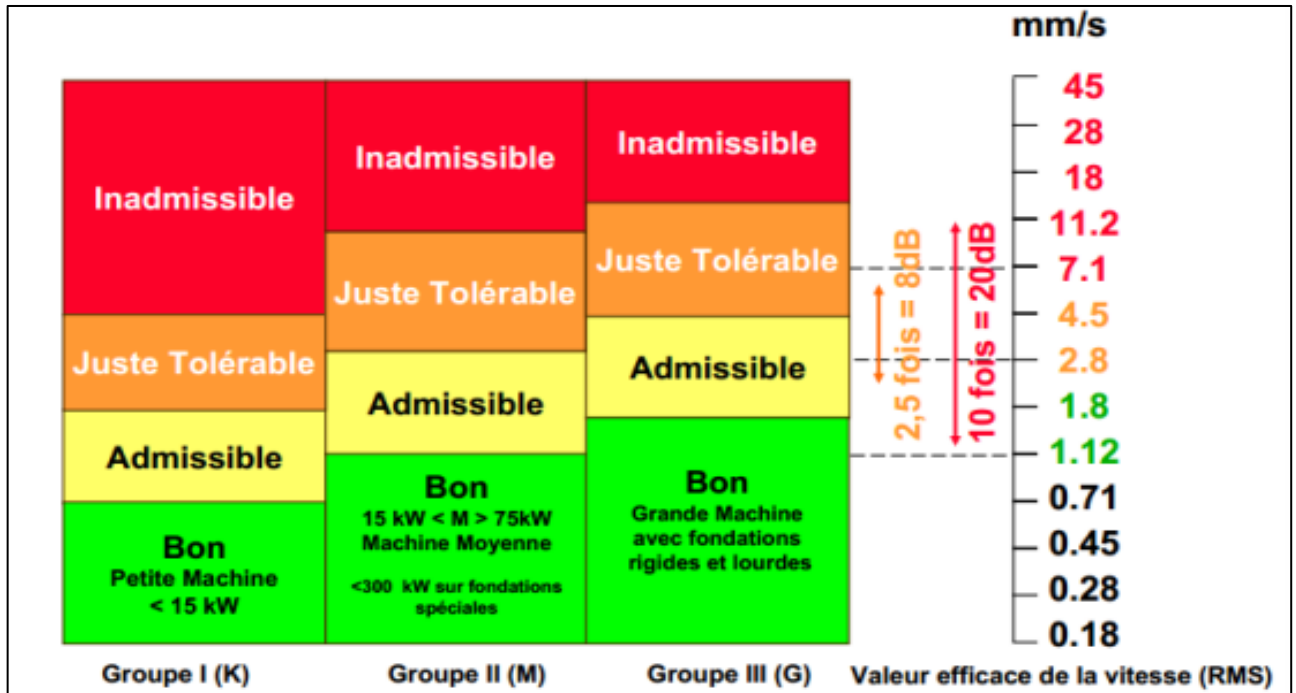 mm/s
Inadmissible
Juste Tolérable
Admissible
Bon
Petite Machine
< 15 kW
Groupe I (K)
Inadmissible
Juste Tolérable
Admissible
Bon
15 kW < M > 75kW
Machine Moyenne
<300 kW sur fondations
spéciales
Groupe II (M)
Inadmissible
Juste Tolérable
Admissible
Bon
Grande Machine
avec fondations
rigides et lourdes
Groupe III (G)
2,5 fois = 8dB
10 fois = 20dB
45
28
18
11.2
7.1
4.5
2.8
1.8
1.12
0.71
0.45
0.28
0.18
Valeur efficace de la vitesse (RMS)